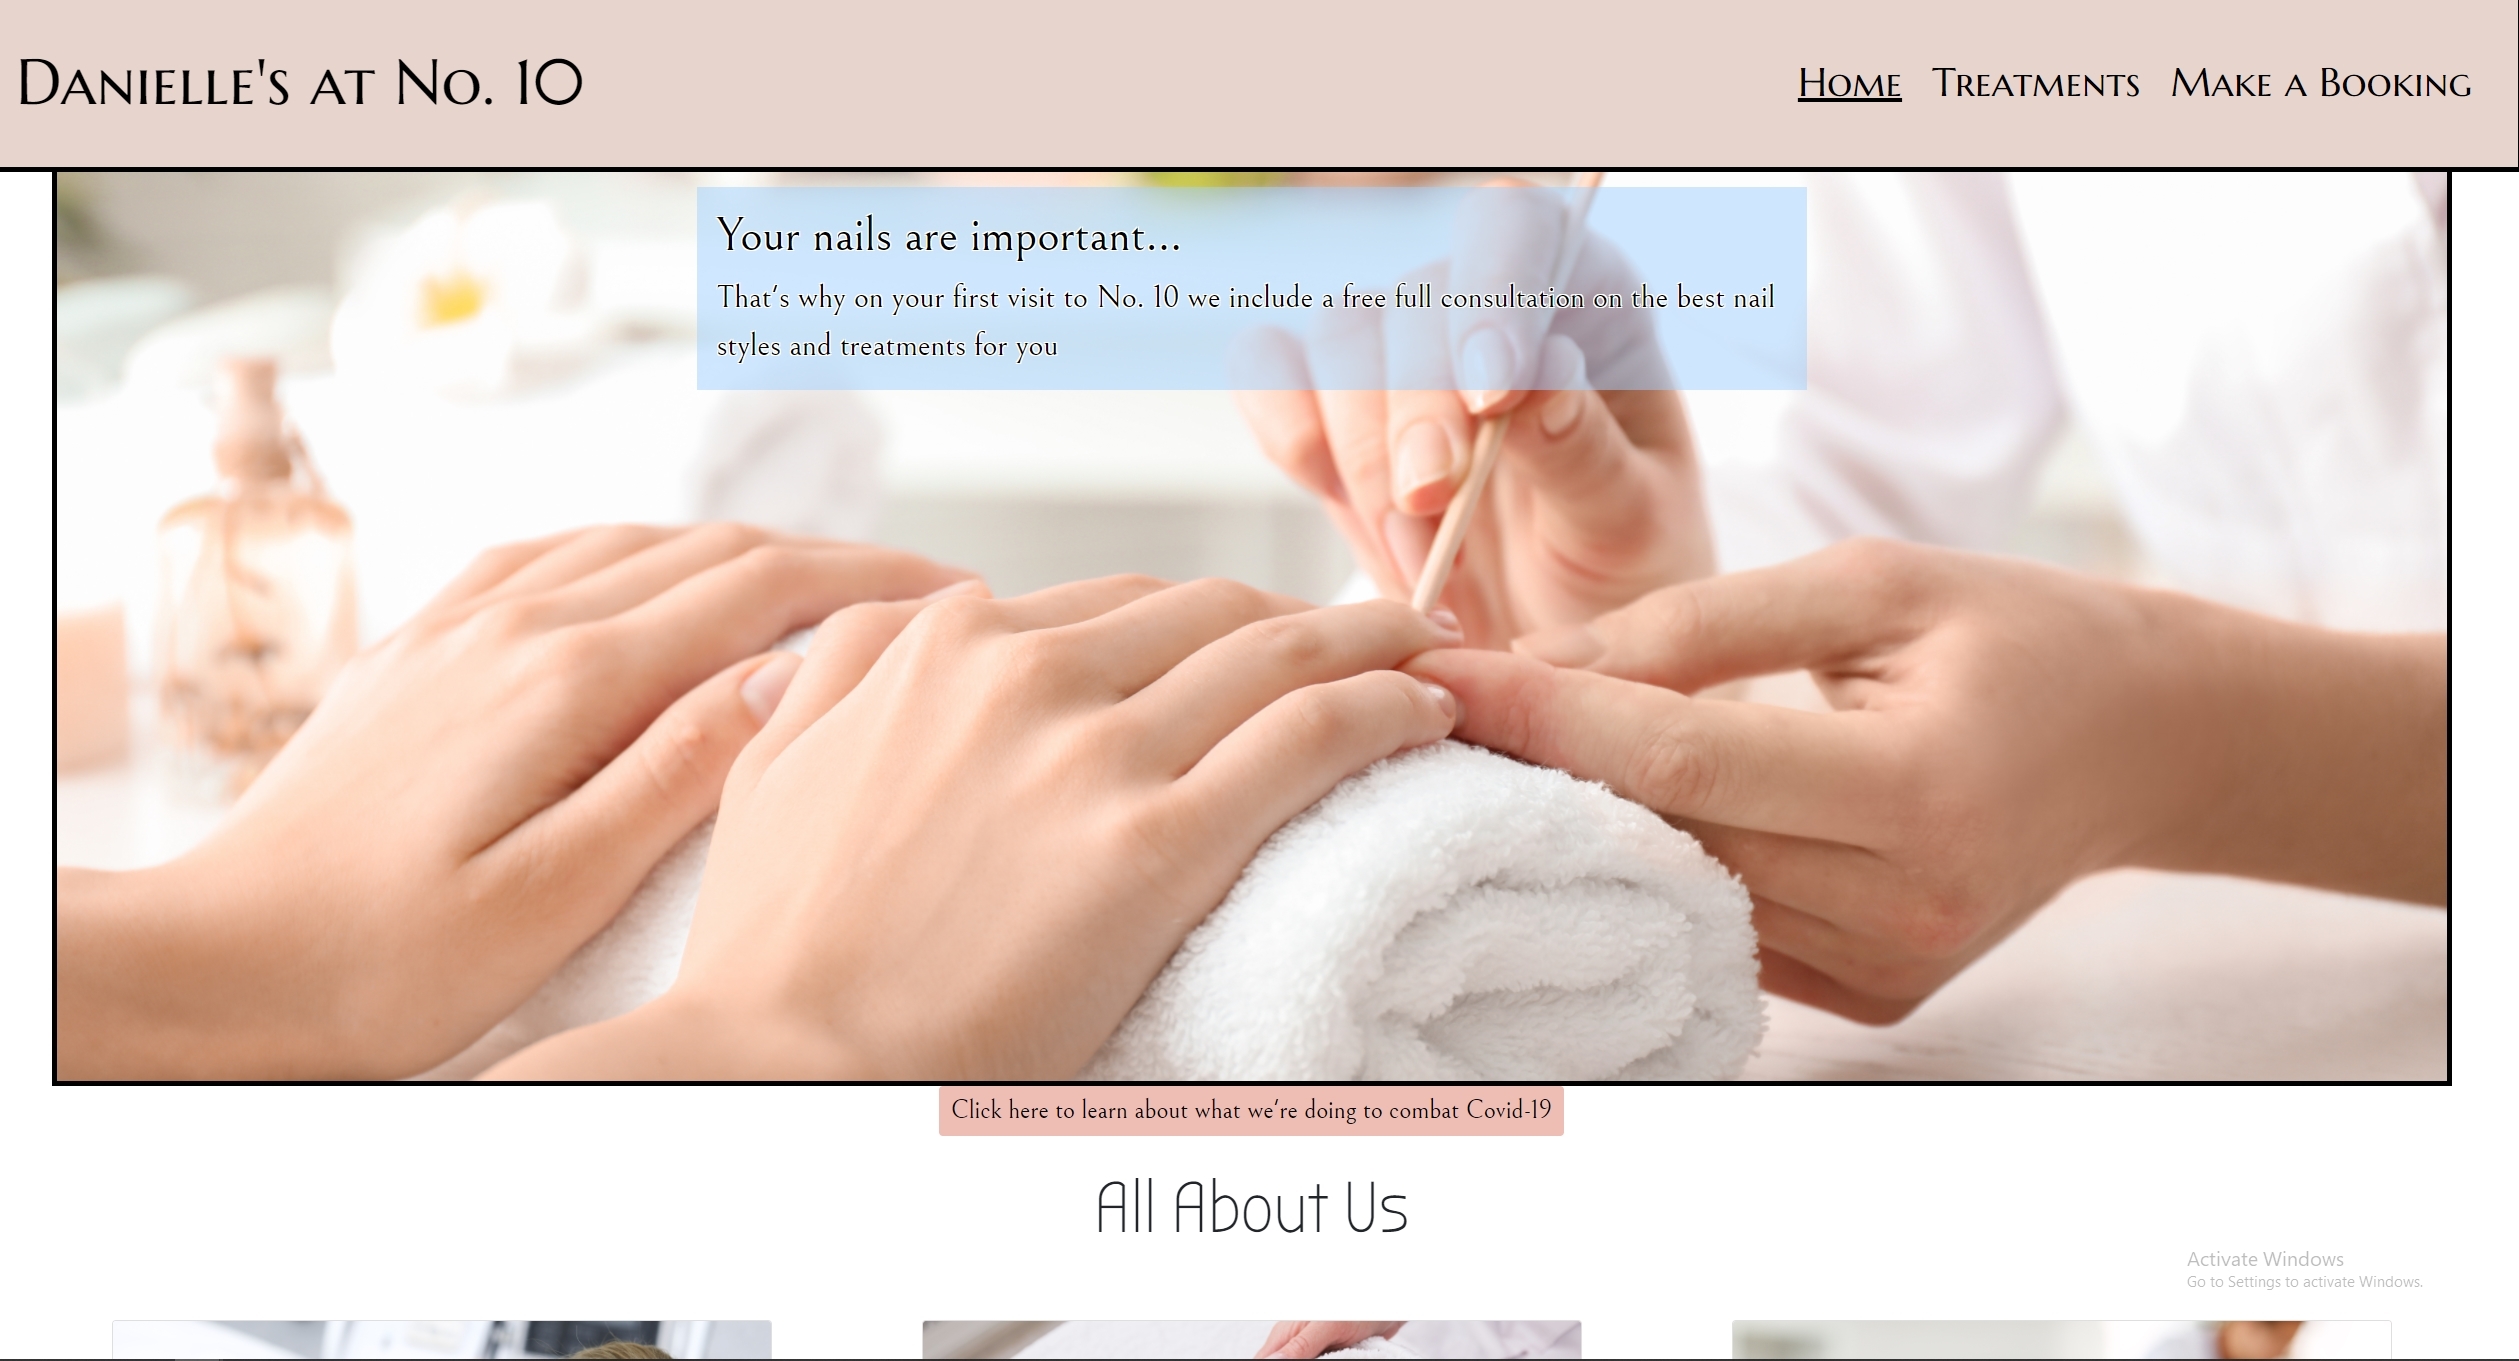 Danielle's at No. 10
Home Treatments Make a Booking
Your nails are important...
That's why on your first visit to No. 10 we include a free full consultation on the best nail
styles and treatments for you
Click here to learn about what we're doing to combat Covid-19
All About Us
Activate Windows
Go to Settings to activate Windows.